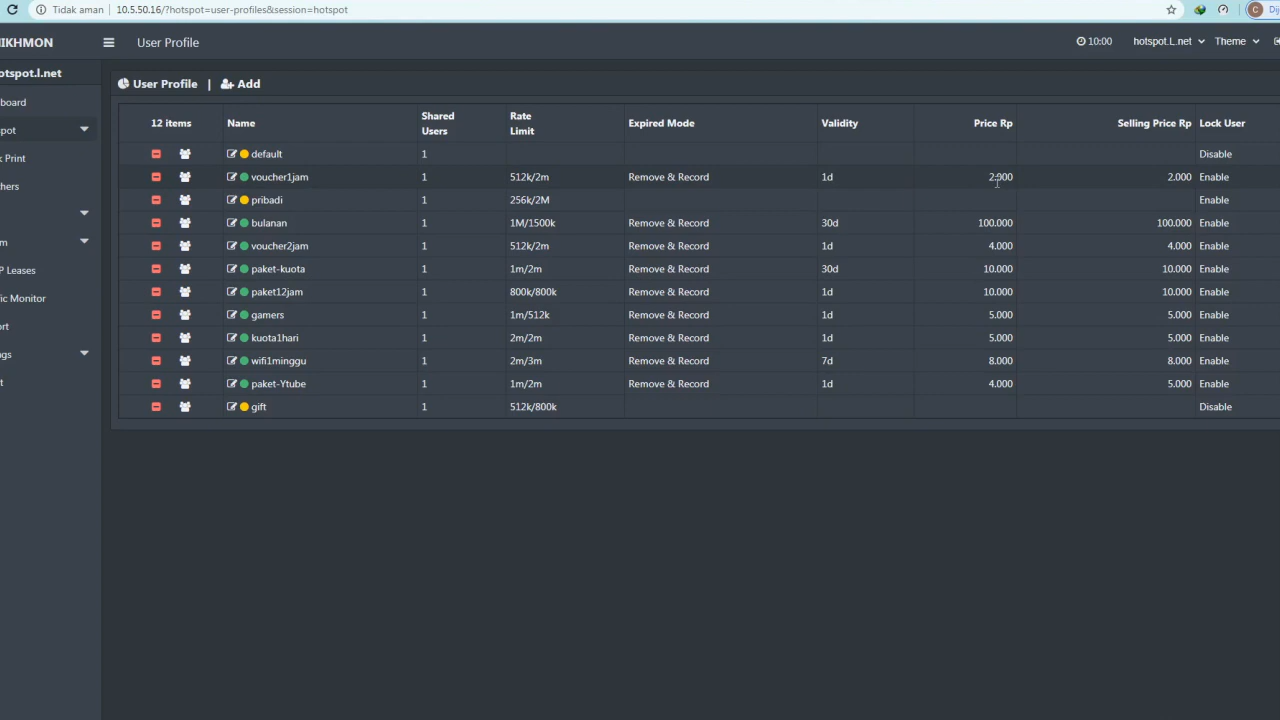 Tidak aman 10.5.50.16/?hotspot=user-profiles&session=hotspot C Dij
IKHMON User Profile 10:00 hotspot.l.net Theme
otspot.l.net
board
pot
k Print
hers
m
P Leases
fic Monitor
ort
ngs
t
User Profile | Add
12 items Name Shared Users Rate Limit Expired Mode Validity Price Rp Selling Price Rp Lock User
default 1 Disable
voucher1jam 1 512k/2m Remove & Record 1d 2.000 Enable
pribadi 1 256k/2M Enable
bulanan 1 1M/1500k Remove & Record 30d 100.000 100.000 Enable
voucher2jam 1 512k/2m Remove & Record 1d 4.000 4.000 Enable
paket-kuota 1 1m/2m Remove & Record 30d 10.000 10.000 Enable
paket12jam 1 800k/800k Remove & Record 1d 10.000 10.000 Enable
gamers 1 1m/512k Remove & Record 1d 5.000 5.000 Enable
kuota1hari 1 2m/2m Remove & Record 1d 5.000 5.000 Enable
wifi1minggu 1 2m/3m Remove & Record 7d 8.000 8.000 Enable
paket-Ytube 1 1m/2m Remove & Record 1d 4.000 5.000 Enable
gift 1 512k/800k Disable